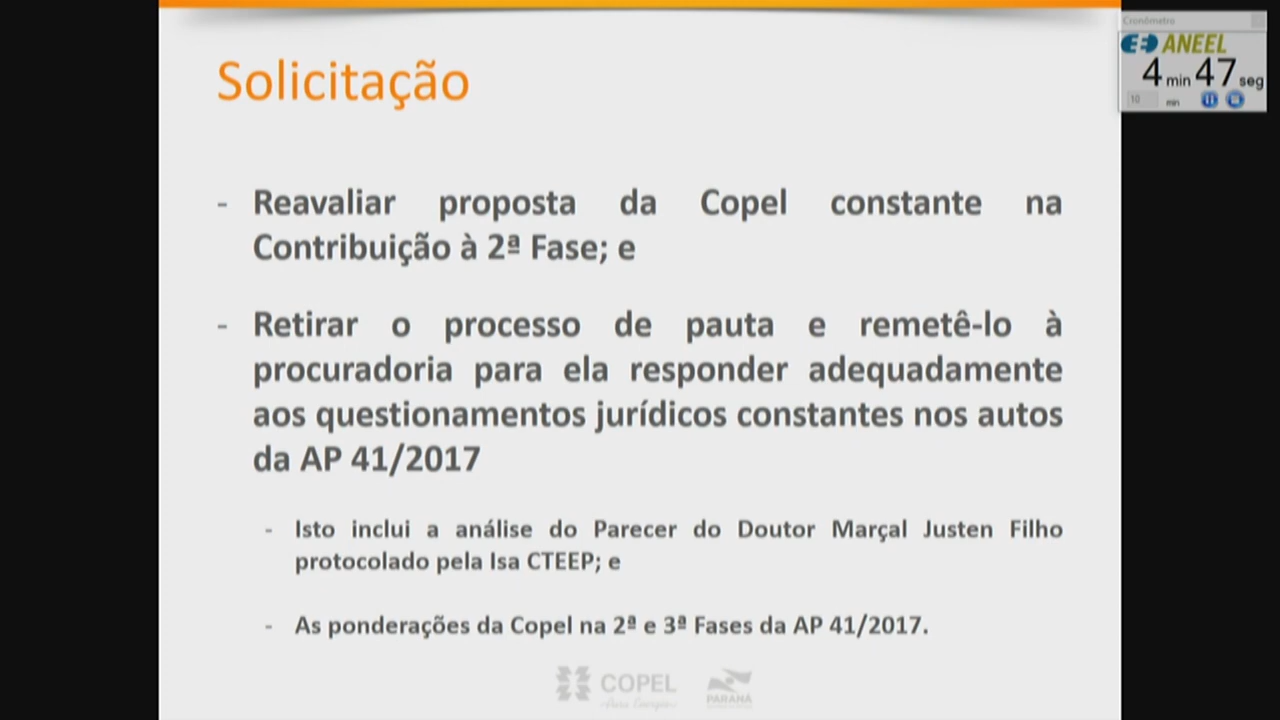 Cronômetro
ANEEL
4 min 47 seg
10 min
Solicitação
- Reavaliar proposta da Copel constante na
Contribuição à 2ª Fase; e
- Retirar o processo de pauta e remetê-lo à
procuradoria para ela responder adequadamente
aos questionamentos jurídicos constantes nos autos
da AP 41/2017
- Isto inclui a análise do Parecer do Doutor Marçal Justen Filho
protocolado pela Isa CTEEP; e
- As ponderações da Copel na 2ª e 3ª Fases da AP 41/2017.
COPEL
PARANÁ